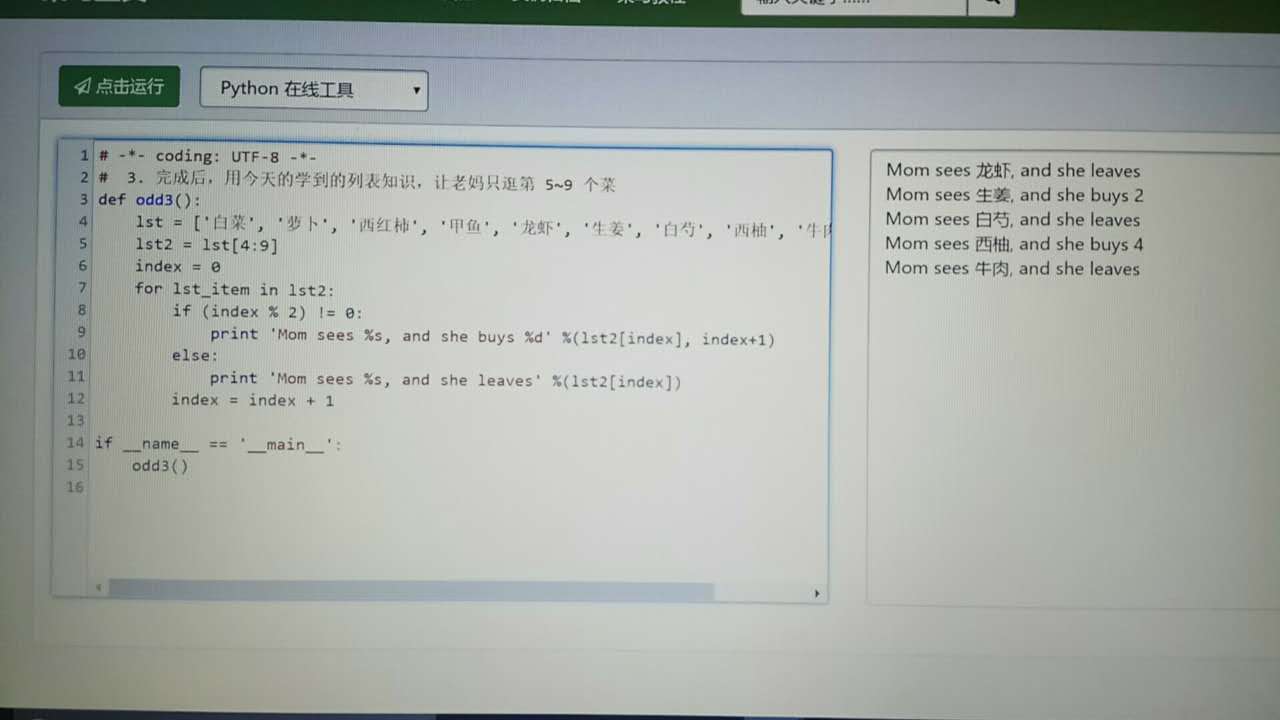 点击运行
Python 在线工具
1 # -*- coding: UTF-8 -*-
2 # 3. 完成后，用今天的学到的列表知识，让老妈只逛第 5~9 个菜
3 def odd3():
4 lst = ['白菜', '萝卜', '西红柿', '甲鱼', '龙虾', '生姜', '白芍', '西柚', '牛肉
5 lst2 = lst[4:9]
6 index = 0
7 for lst_item in lst2:
8 if (index % 2) != 0:
9 print 'Mom sees %s, and she buys %d' %(lst2[index], index+1)
10 else:
11 print 'Mom sees %s, and she leaves' %(lst2[index])
12 index = index + 1
13
14 if __name__ == '__main__':
15 odd3()
16
Mom sees 龙虾, and she leaves
Mom sees 生姜, and she buys 2
Mom sees 白芍, and she leaves
Mom sees 西柚, and she buys 4
Mom sees 牛肉, and she leaves